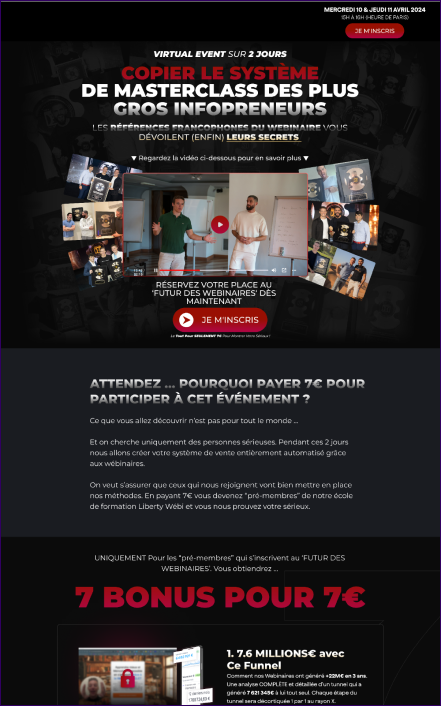 MERCREDI 10 & JEUDI 11 AVRIL 2024
15H À 16H (HEURE DE PARIS)
JE M'INSCRIS
VIRTUAL EVENT SUR 2 JOURS
COPIER LE SYSTÈME
DE MASTERCLASS DES PLUS
GROS INFOPRENEURS
LES RÉFÉRENCES FRANCOPHONES DU WEBINAIRE VOUS
DÉVOILENT (ENFIN) LEURS SECRETS
▼ Regardez la vidéo ci-dessous pour en savoir plus ▼
RÉSERVEZ VOTRE PLACE AU
'FUTUR DES WEBINAIRES' DÈS
MAINTENANT
JE M'INSCRIS
ATTENDEZ ... POURQUOI PAYER 7€ POUR
PARTICIPER À CET ÉVÉNEMENT ?
Ce que vous allez découvrir n'est pas pour tout le monde ...
Et on cherche uniquement des personnes sérieuses. Pendant ces 2 jours
nous allons créer votre système de vente entièrement automatisé grâce
aux wébinaires.
On veut s'assurer que ceux qui nous rejoignent vont bien mettre en place
nos méthodes. En payant 7€ vous devenez "pré-membres" de notre école
de formation Liberty Wébi et vous nous prouvez votre sérieux.
UNIQUEMENT Pour les "pré-membres" qui s'inscrivent au 'FUTUR DES
WEBINAIRES'. Vous obtiendrez ...
7 BONUS POUR 7€
1. 7.6 MILLIONS€ avec
Ce Funnel
Comment nos Webinaires ont généré +22M€ en 3 ans.
Une analyse COMPLÈTE et détaillée d'un tunnel qui a
généré 7 621 345€ à lui tout seul. Chaque étape du
tunnel sera décortiquée 1 par 1 au rayon X.